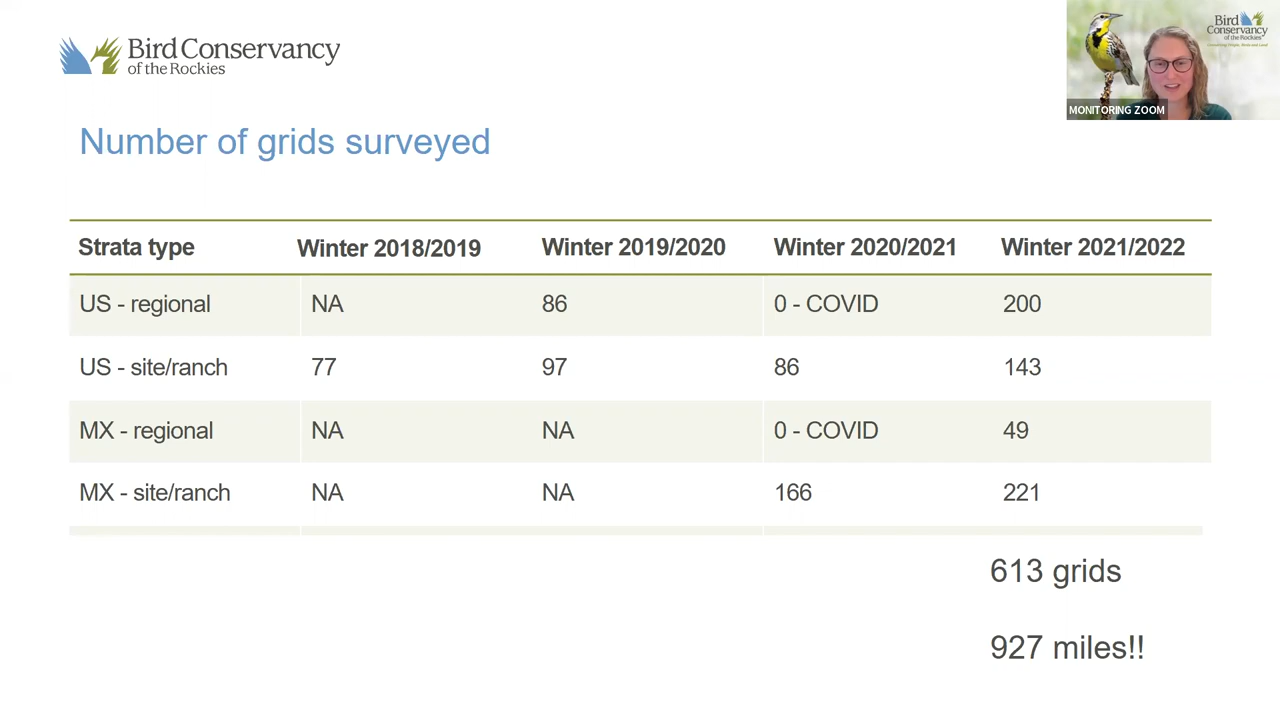 Bird Conservancy
of the Rockies
Bird Conservancy
of the Rockies
MONITORING ZOOM
Number of grids surveyed
Strata type Winter 2018/2019 Winter 2019/2020 Winter 2020/2021 Winter 2021/2022
US - regional NA 86 0 - COVID 200
US - site/ranch 77 97 86 143
MX - regional NA NA 0 - COVID 49
MX - site/ranch NA NA 166 221
613 grids
927 miles!!